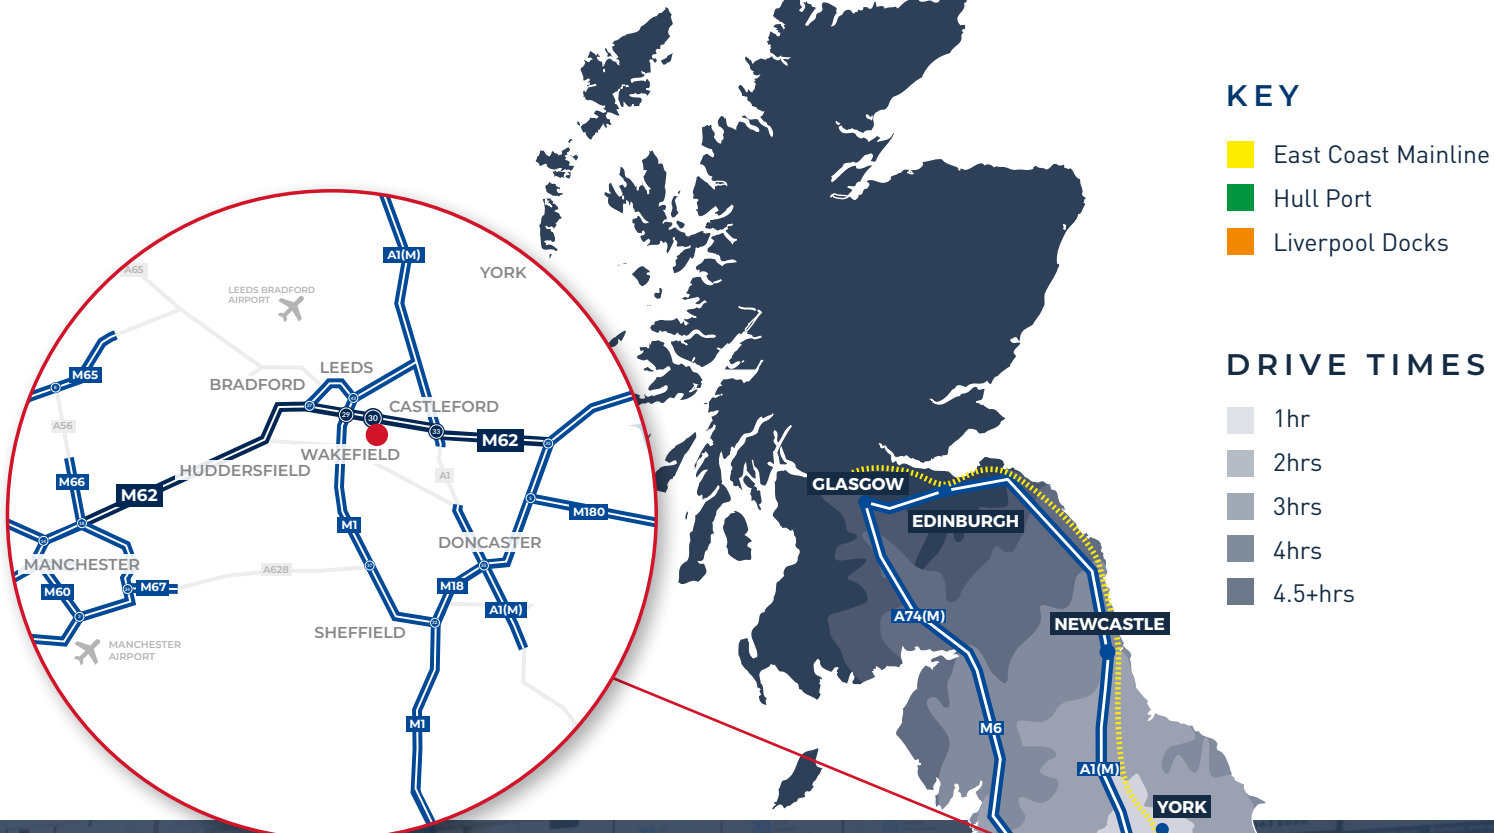 KEY
East Coast Mainline
Hull Port
Liverpool Docks
DRIVE TIMES
1hr
2hrs
3hrs
4hrs
4.5+hrs
A1(M)
YORK
A65
LEEDS BRADFORD
AIRPORT
LEEDS
M65
BRADFORD
CASTLEFORD
29
30
33
A56
M62
WAKEFIELD
HUDDERSFIELD
A1
M66
M62
M180
M1
DONCASTER
MANCHESTER
A628
M60
M67
M18
A1(M)
SHEFFIELD
MANCHESTER
AIRPORT
M1
GLASGOW
EDINBURGH
A74(M)
NEWCASTLE
M6
A1(M)
YORK